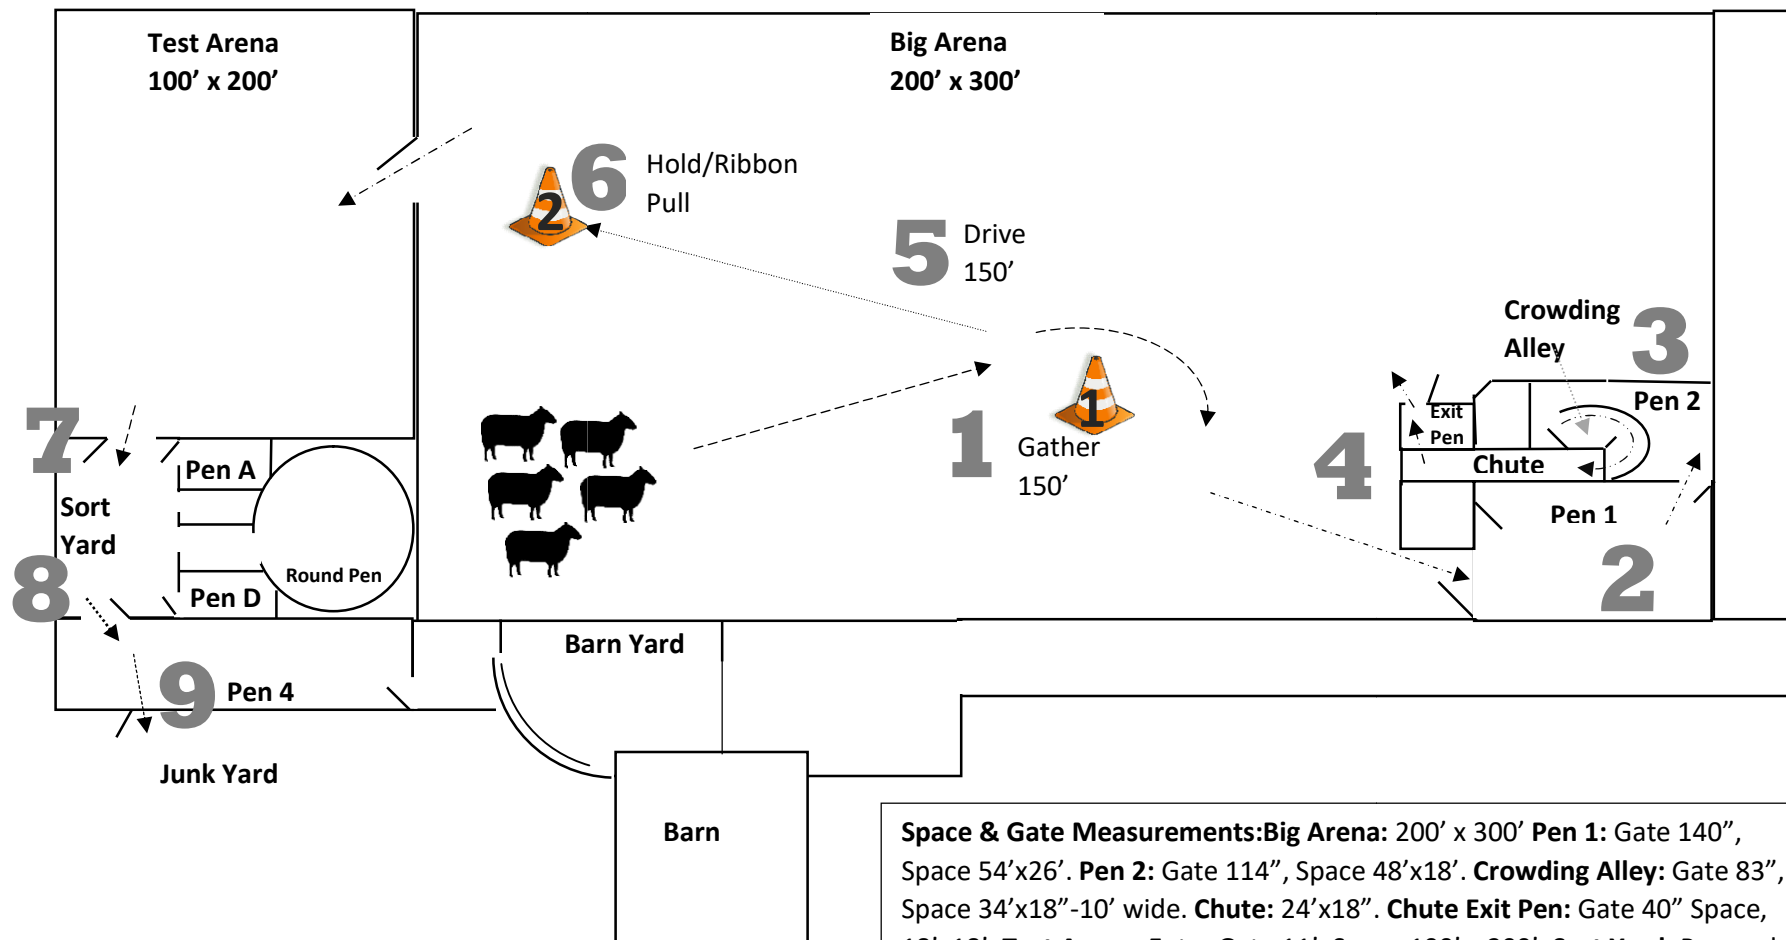 Test Arena
100’ x 200’
Big Arena
200’ x 300’
6
Hold/Ribbon
Pull
2
5
Drive
150’
Crowding
Alley
3
1
1
Gather
150’
4
Exit
Pen
Pen 2
Chute
Pen 1
2
7
Pen A
Sort
Yard
8
Round Pen
Pen D
Barn Yard
9
Pen 4
Junk Yard
Barn
Space & Gate Measurements:Big Arena: 200’ x 300’ Pen 1: Gate 140”,
Space 54’x26’. Pen 2: Gate 114”, Space 48’x18’. Crowding Alley: Gate 83”,
Space 34’x18”-10’ wide. Chute: 24’x18”. Chute Exit Pen: Gate 40” Space,